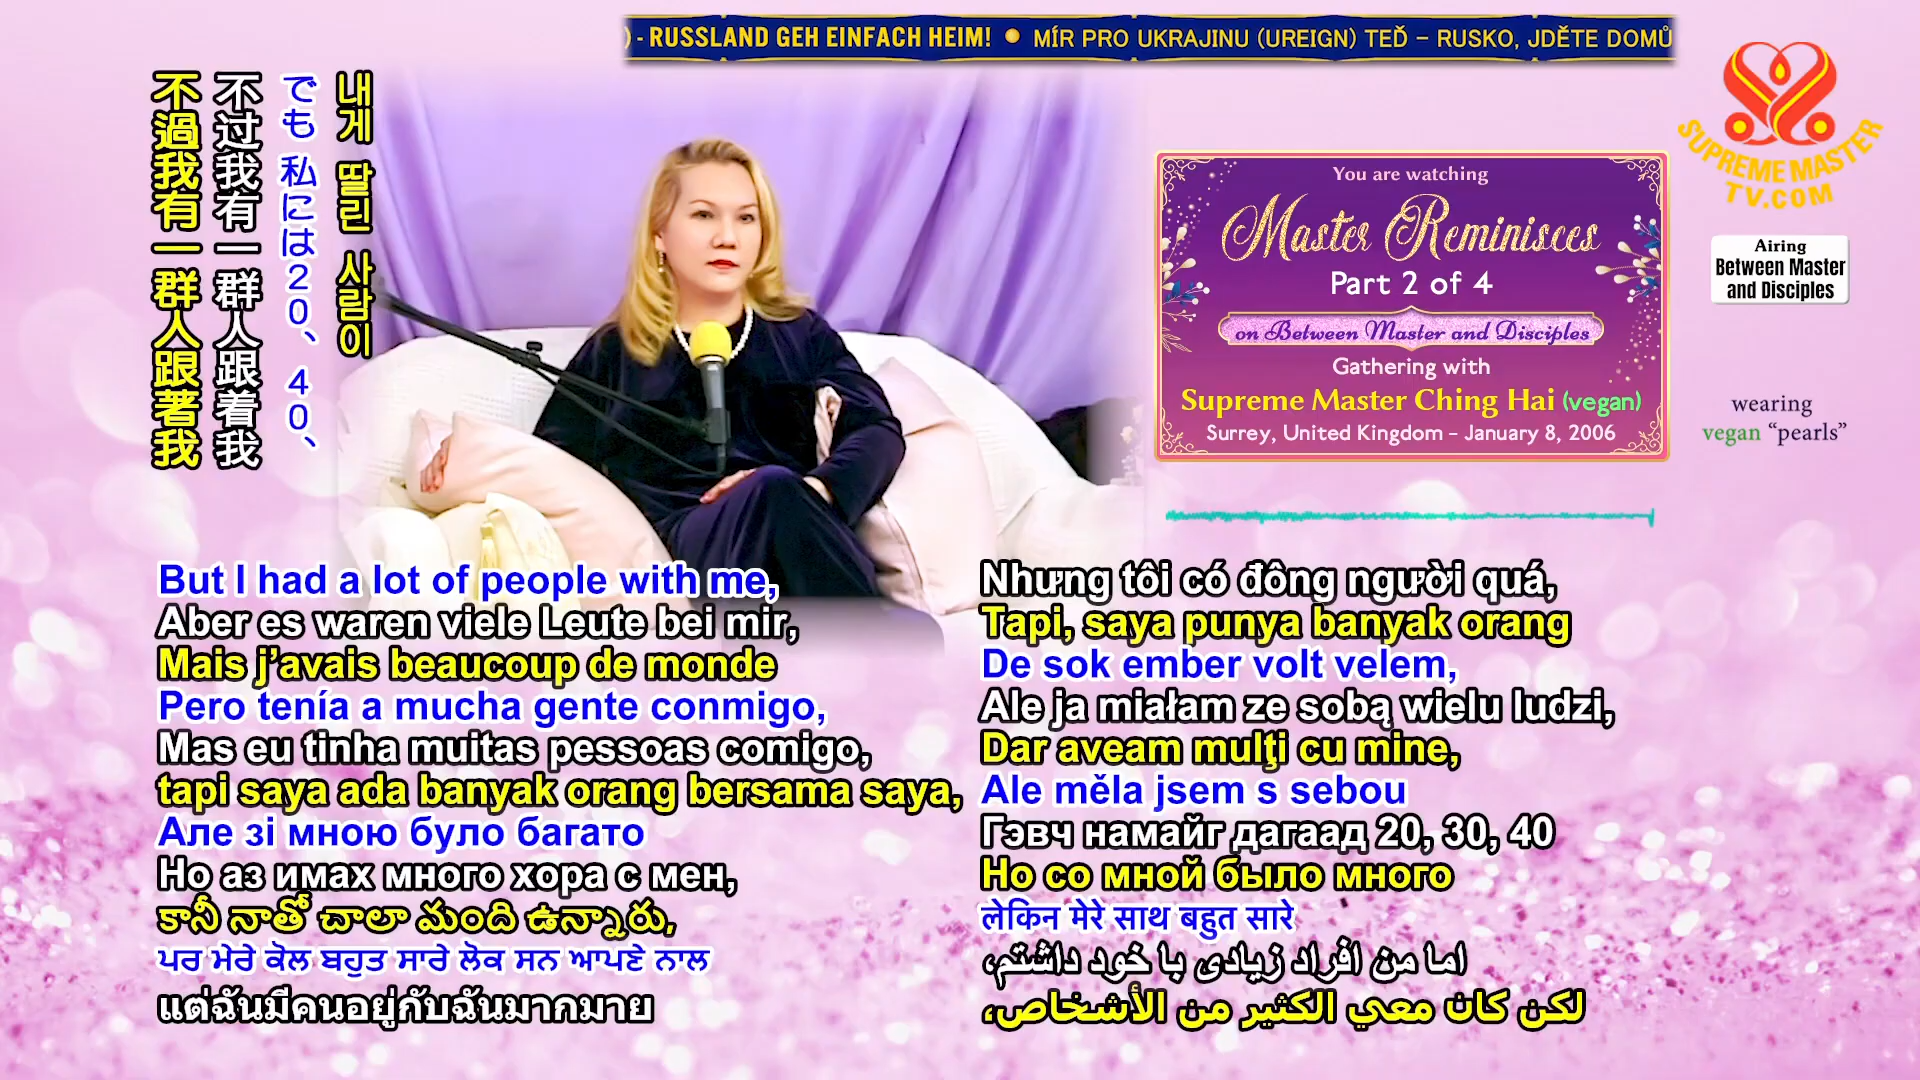 ) - RUSSLAND GEH EINFACH HEIM! ● MÍR PRO UKRAJINU (UREIGN) TEĎ – RUSKO, JDĚTE DOMŮ
SUPREME MASTER
TV.COM
Airing
Between Master
and Disciples
wearing
vegan “pearls”
You are watching
Master Reminisces
Part 2 of 4
on Between Master and Disciples
Gathering with
Supreme Master Ching Hai (vegan)
Surrey, United Kingdom – January 8, 2006
내게 딸린 사람이
でも 私には20、40、
不过我有一群人跟着我
不過我有一群人跟著我
But I had a lot of people with me,
Aber es waren viele Leute bei mir,
Mais j’avais beaucoup de monde
Pero tenía a mucha gente conmigo,
Mas eu tinha muitas pessoas comigo,
tapi saya ada banyak orang bersama saya,
Але зі мною було багато
Но аз имах много хора с мен,
కానీ నాతో చాలా మంది ఉన్నారు,
ਪਰ ਮੇਰੇ ਕੋਲ ਬਹੁਤ ਸਾਰੇ ਲੋਕ ਸਨ ਆਪਣੇ ਨਾਲ
แต่ฉันมีคนอยู่กับฉันมากมาย
Nhưng tôi có đông người quá,
Tapi, saya punya banyak orang
De sok ember volt velem,
Ale ja miałam ze sobą wielu ludzi,
Dar aveam mulţi cu mine,
Ale měla jsem s sebou
Гэвч намайг дагаад 20, 30, 40
Но со мной было много
लेकिन मेरे साथ बहुत सारे
اما من افراد زیادی با خود داشتم،
لكن كان معي الكثير من الأشخاص،